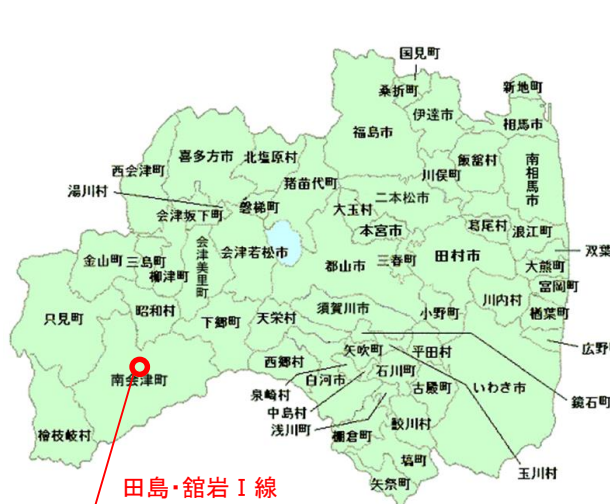 国見町
桑折町
新地町
伊達市
相馬市
福島市
喜多方市
北塩原村
飯舘村
南相馬市
西会津町
川俣町
猪苗代町
湯川村
二本松市
磐梯町
大玉村
会津坂下町
葛尾村
浪江町
本宮市
会津美里町
会津若松市
双葉
田村市
金山町
三島町
郡山市
三春町
大熊町
柳津町
富岡町
川内村
昭和村
須賀川市
小野町
楢葉町
只見町
下郷町
天栄村
広野町
矢吹町
平田村
西郷村
石川町
南会津町
白河市
古殿町
いわき市
泉崎村
鏡石町
中島村
浅川町
鮫川村
檜枝岐村
棚倉町
塙町
玉川村
矢祭町
田島・舘岩Ⅰ線